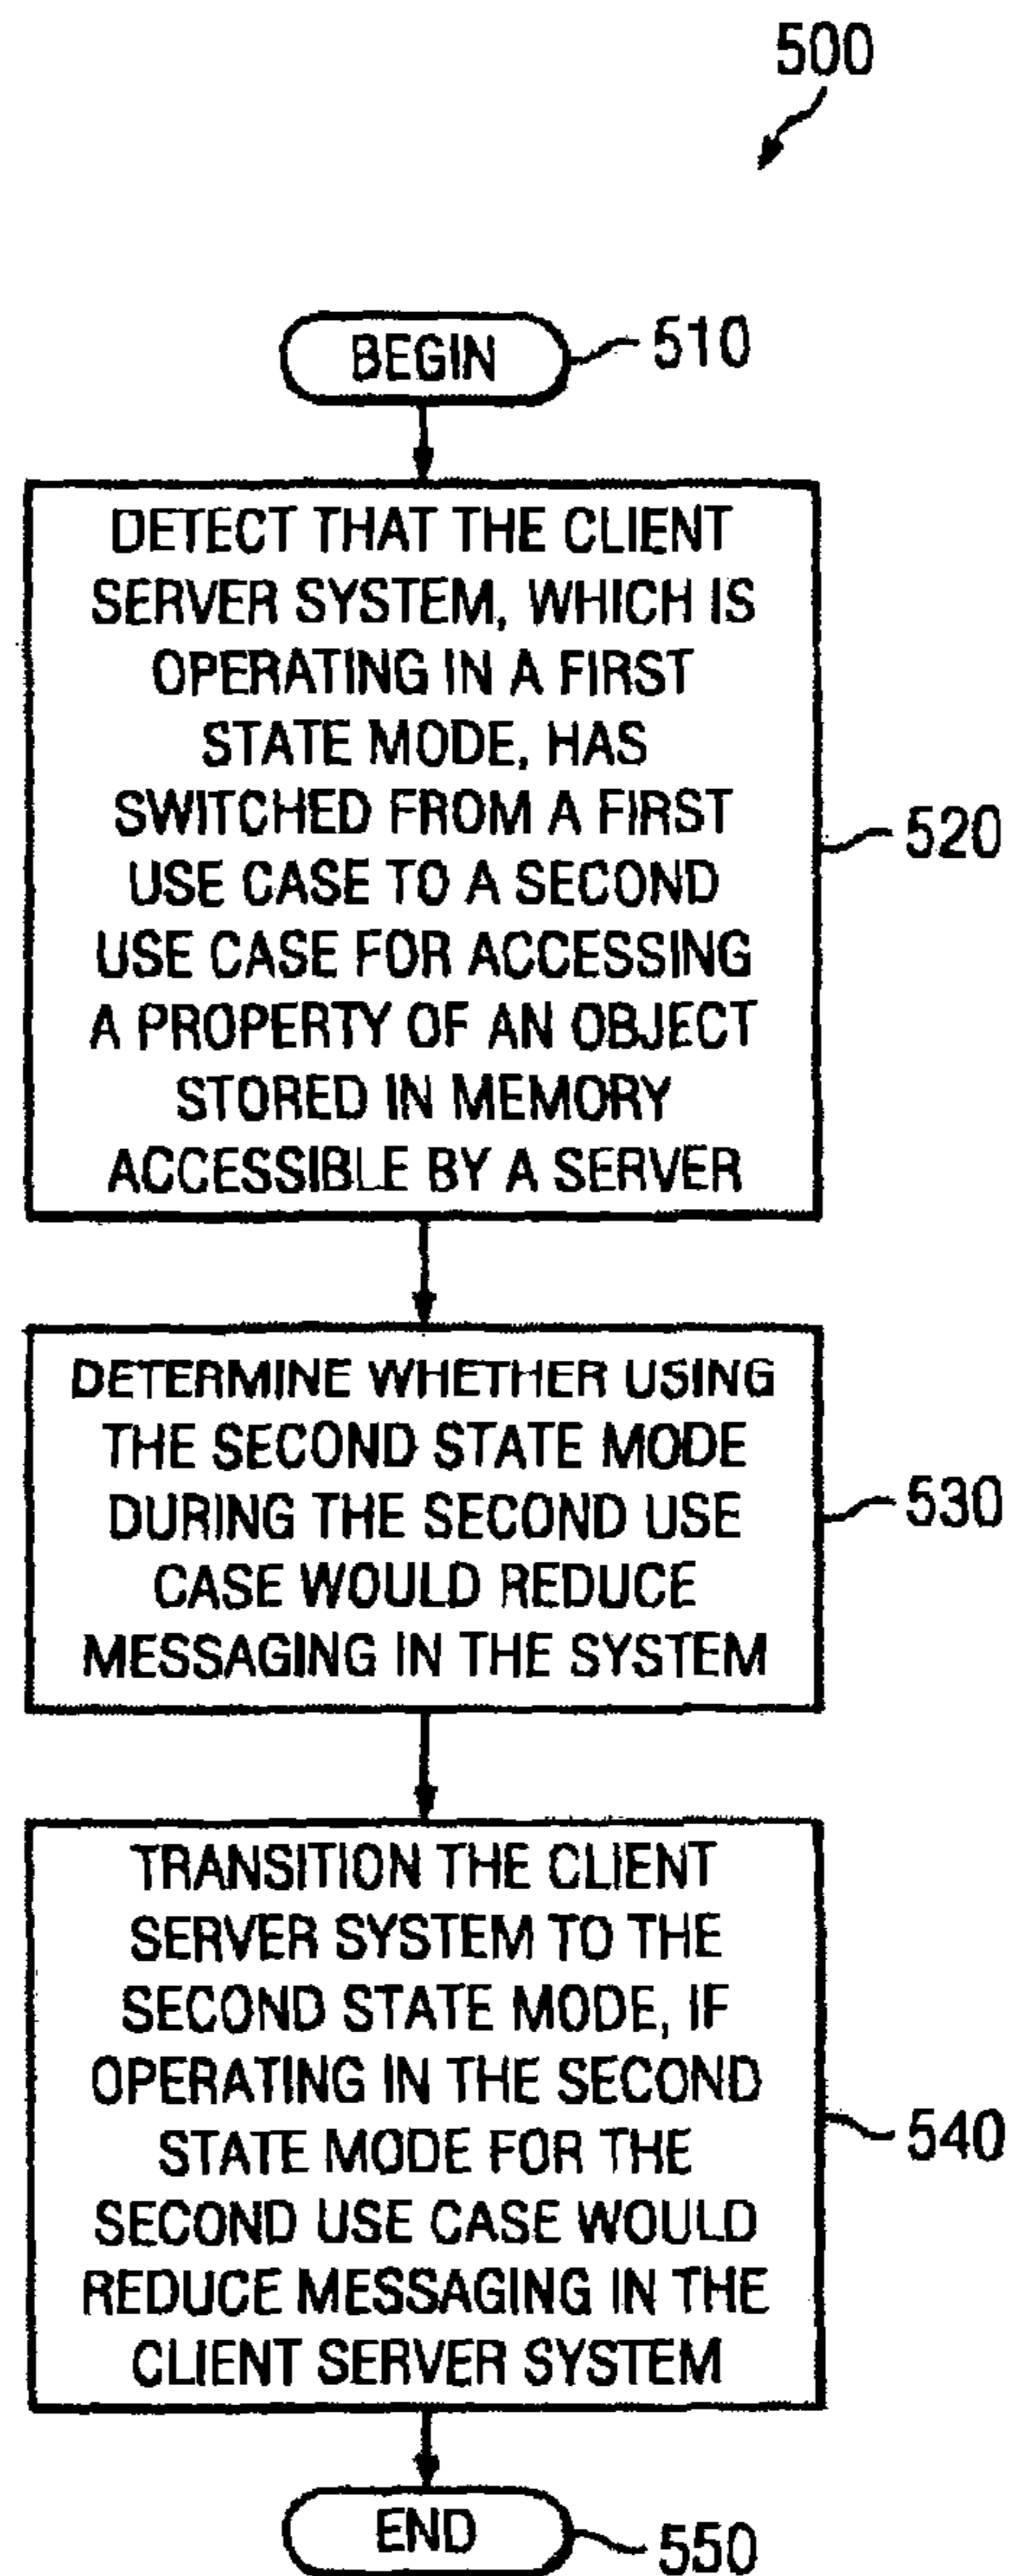 500
BEGIN
510
DETECT THAT THE CLIENT
SERVER SYSTEM, WHICH IS
OPERATING IN A FIRST
STATE MODE, HAS
SWITCHED FROM A FIRST
USE CASE TO A SECOND
USE CASE FOR ACCESSING
A PROPERTY OF AN OBJECT
STORED IN MEMORY
ACCESSIBLE BY A SERVER
520
DETERMINE WHETHER USING
THE SECOND STATE MODE
DURING THE SECOND USE
CASE WOULD REDUCE
MESSAGING IN THE SYSTEM
530
TRANSITION THE CLIENT
SERVER SYSTEM TO THE
SECOND STATE MODE, IF
OPERATING IN THE SECOND
STATE MODE FOR THE
SECOND USE CASE WOULD
REDUCE MESSAGING IN THE
CLIENT SERVER SYSTEM
540
END
550